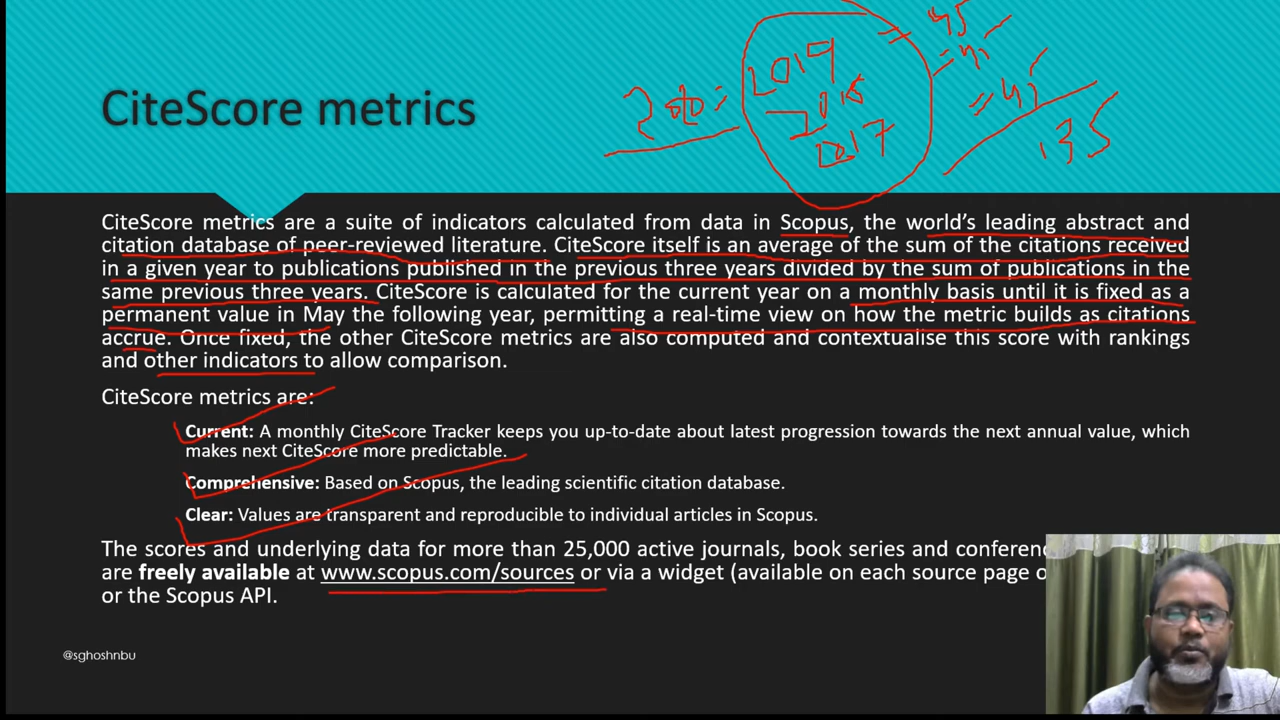 CiteScore metrics
2019 = 45
= 45
2017 = 45
135
CiteScore metrics are a suite of indicators calculated from data in Scopus, the world’s leading abstract and
citation database of peer-reviewed literature. CiteScore itself is an average of the sum of the citations received
in a given year to publications published in the previous three years divided by the sum of publications in the
same previous three years. CiteScore is calculated for the current year on a monthly basis until it is fixed as a
permanent value in May the following year, permitting a real-time view on how the metric builds as citations
accrue. Once fixed, the other CiteScore metrics are also computed and contextualise this score with rankings
and other indicators to allow comparison.
CiteScore metrics are:
Current: A monthly CiteScore Tracker keeps you up-to-date about latest progression towards the next annual value, which
makes next CiteScore more predictable.
Comprehensive: Based on Scopus, the leading scientific citation database.
Clear: Values are transparent and reproducible to individual articles in Scopus.
The scores and underlying data for more than 25,000 active journals, book series and
are freely available at www.scopus.com/sources or via a widget (available on each source page
or the Scopus API.
@sghoshnbu